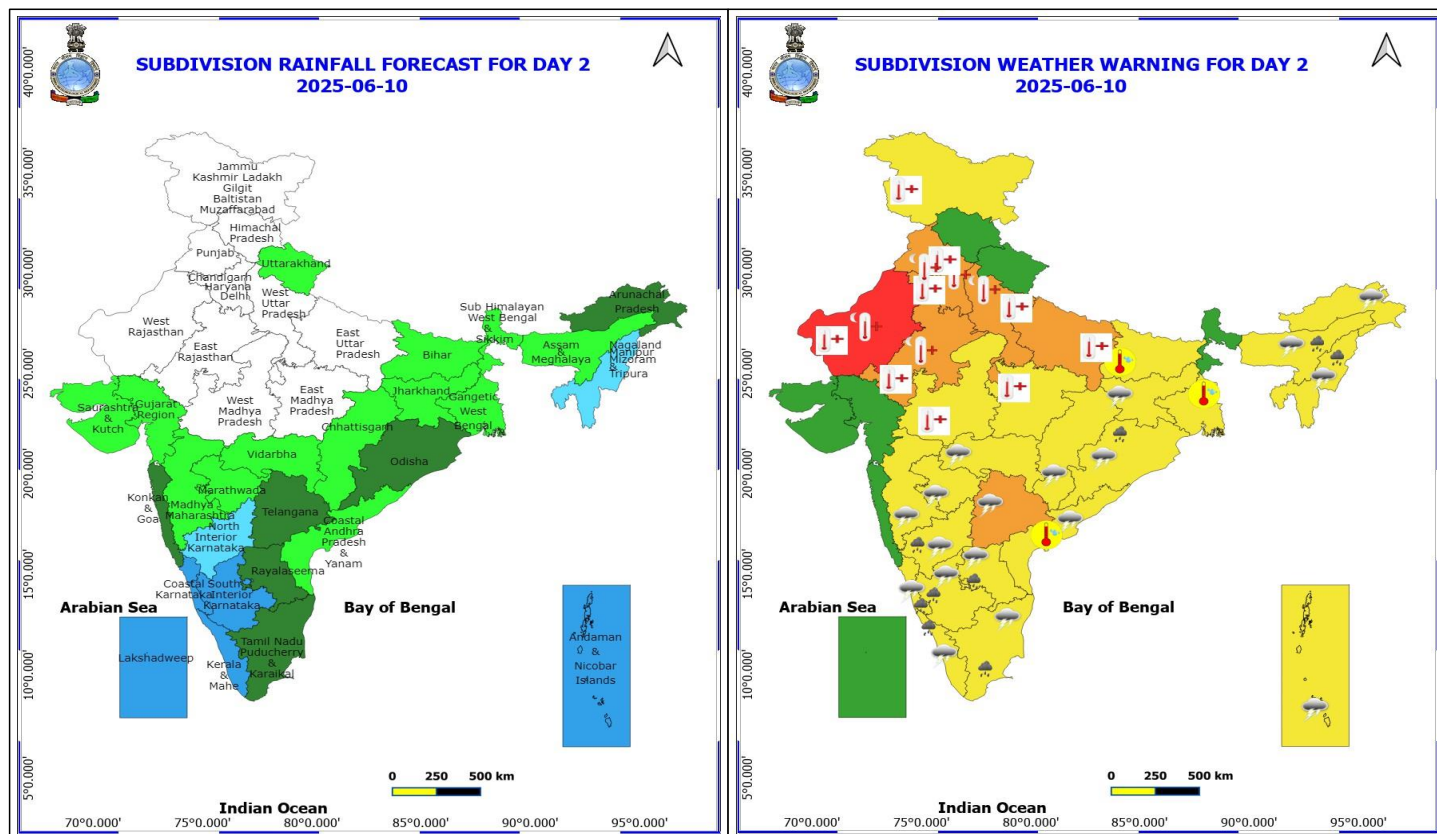 SUBDIVISION RAINFALL FORECAST FOR DAY 2
2025-06-10
40°0.000'
35°0.000'
30°0.000'
25°0.000'
20°0.000'
15°0.000'
10°0.000'
5°0.000'
Jammu
Kashmir Ladakh
Gilgit
Baltistan
Muzaffarabad
Himachal
Pradesh
Punjab
Uttarakhand
Chandigarh
Haryana
Delhi
West
Uttar
Pradesh
West
Rajasthan
East
Rajasthan
East
Uttar
Pradesh
Sub Himalayan
West Bengal
&
Sikkim
Arunachal
Pradesh
Assam
&
Meghalaya
Nagaland
Manipur
Mizoram
&
Tripura
Bihar
Jharkhand
Gangetic
West
Bengal
Saurashtra
&
Kutch
Gujarat
Region
West
Madhya
Pradesh
East
Madhya
Pradesh
Chhattisgarh
Vidarbha
Odisha
Konkan
&
Goa
Marathwada
Madhya
Maharashtra
Telangana
North
Interior
Karnataka
Coastal
Andhra
Pradesh
&
Yanam
Rayalaseema
Coastal
Karnataka
South
Interior
Karnataka
Arabian Sea
Bay of Bengal
Lakshadweep
Kerala
&
Mahe
Tamil Nadu
Puducherry
&
Karaikal
Andaman
&
Nicobar
Islands
0 250 500 km
Indian Ocean
70°0.000' 75°0.000' 80°0.000' 85°0.000' 90°0.000' 95°0.000'
SUBDIVISION WEATHER WARNING FOR DAY 2
2025-06-10
40°0.000'
35°0.000'
30°0.000'
25°0.000'
20°0.000'
15°0.000'
10°0.000'
5°0.000'
Arabian Sea
Bay of Bengal
0 250 500 km
Indian Ocean
70°0.000' 75°0.000' 80°0.000' 85°0.000' 90°0.000' 95°0.000'